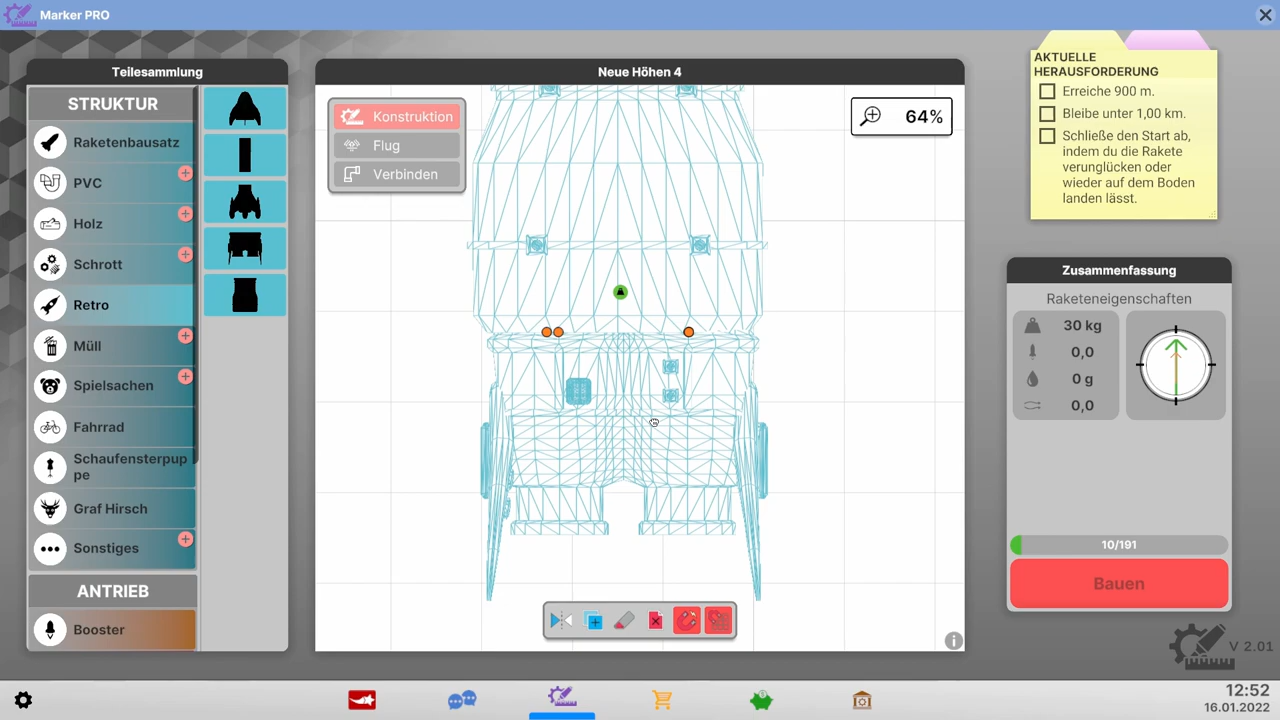 Marker PRO
Teilesammlung
STRUKTUR
Raketenbausatz
PVC
Holz
Schrott
Retro
Müll
Spielsachen
Fahrrad
Schaufensterpup
pe
Graf Hirsch
Sonstiges
ANTRIEB
Booster
Neue Höhen 4
Konstruktion
Flug
Verbinden
64%
AKTUELLE
HERAUSFORDERUNG
Erreiche 900 m.
Bleibe unter 1,00 km.
Schließe den Start ab,
indem du die Rakete
verunglücken oder
wieder auf dem Boden
landen lässt.
Zusammenfassung
Raketeneigenschaften
30 kg
0,0
0 g
0,0
10/191
Bauen
V 2.01
12:52
16.01.2022